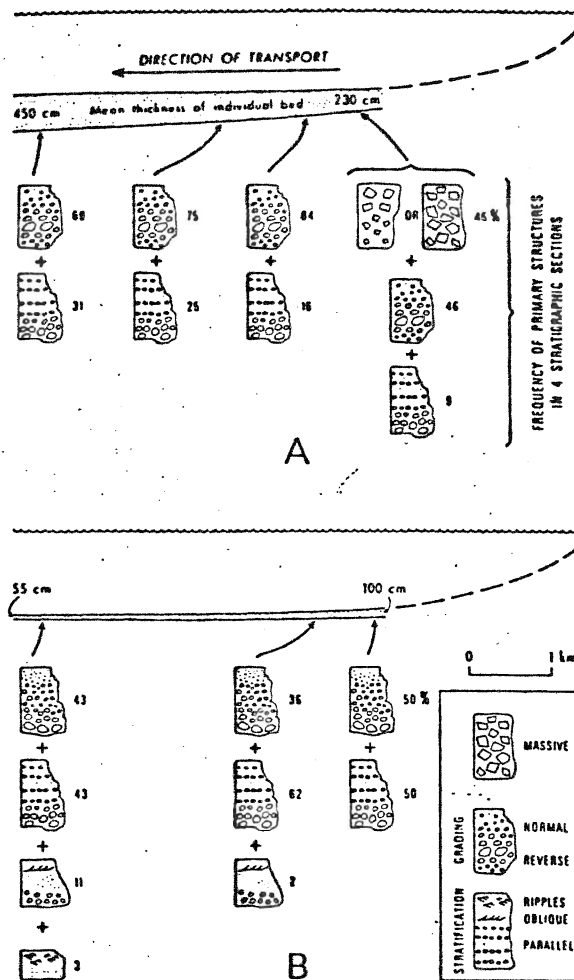 DIRECTION OF TRANSPORT
450 cm Mean thickness of individual bed 230 cm
69 75 84 OR 45 %
+ + + +
31 25 16 46
+
9
FREQUENCY OF PRIMARY STRUCTURES
IN 4 STRATIGRAPHIC SECTIONS
A
55 cm 100 cm
0 1 km
43 36 50 %
+ + +
43 62 50
+ +
11 2
+
3
B
MASSIVE
GRADING
NORMAL
REVERSE
STRATIFICATION
RIPPLES
OBLIQUE
PARALLEL